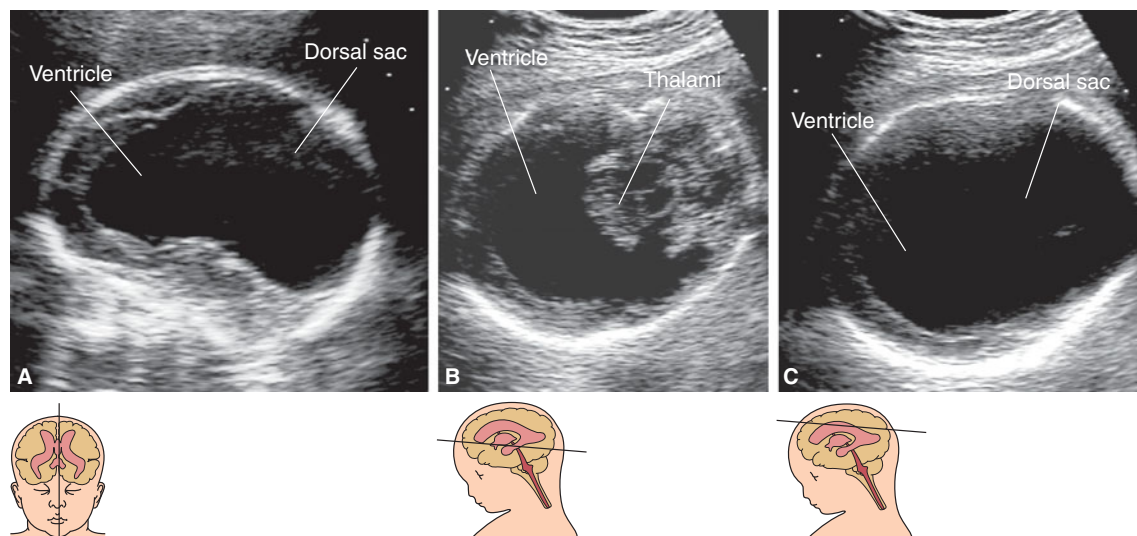 Ventricle
Dorsal sac
A
Ventricle
Thalami
B
Ventricle
Dorsal sac
C